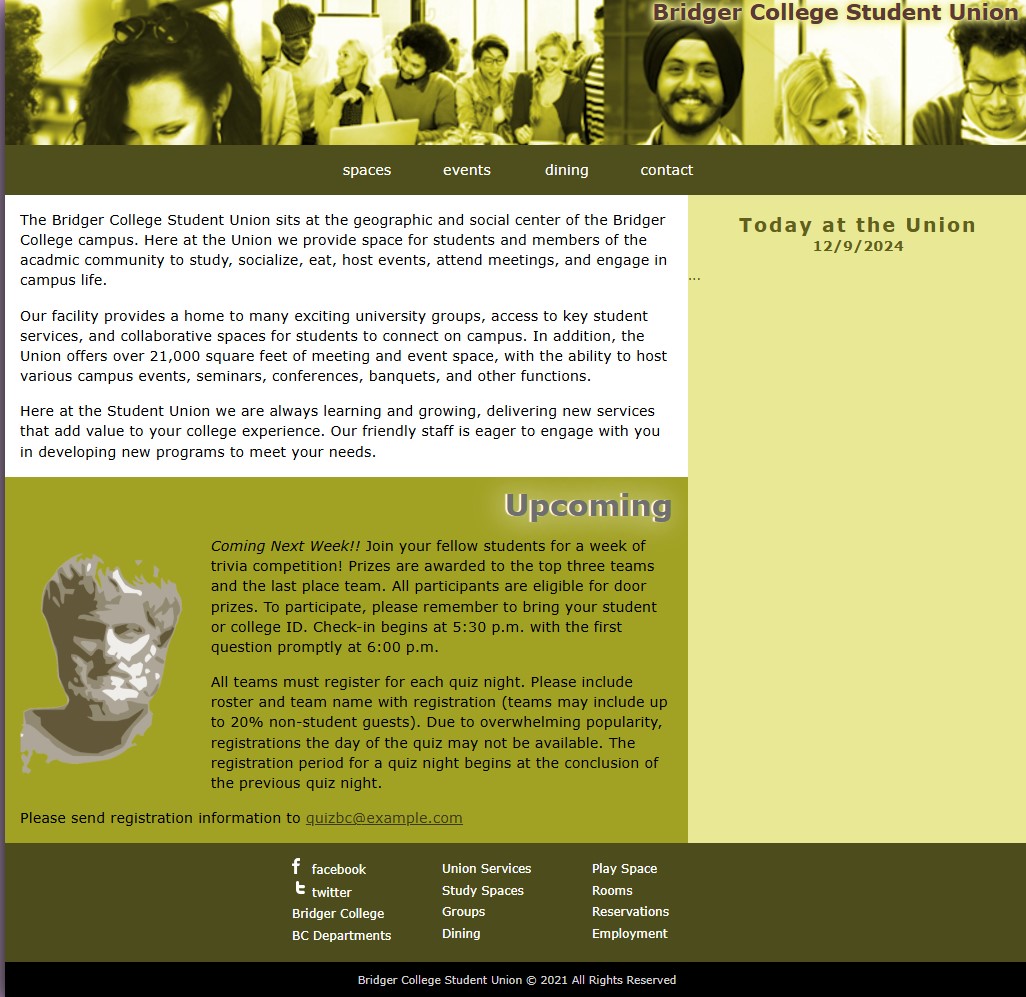 Bridger College Student Union
spaces events dining contact
The Bridger College Student Union sits at the geographic and social center of the Bridger
College campus. Here at the Union we provide space for students and members of the
acadmic community to study, socialize, eat, host events, attend meetings, and engage in
campus life.
Our facility provides a home to many exciting university groups, access to key student
services, and collaborative spaces for students to connect on campus. In addition, the
Union offers over 21,000 square feet of meeting and event space, with the ability to host
various campus events, seminars, conferences, banquets, and other functions.
Here at the Student Union we are always learning and growing, delivering new services
that add value to your college experience. Our friendly staff is eager to engage with you
in developing new programs to meet your needs.
Today at the Union
12/9/2024
...
Upcoming
Coming Next Week!! Join your fellow students for a week of
trivia competition! Prizes are awarded to the top three teams
and the last place team. All participants are eligible for door
prizes. To participate, please remember to bring your student
or college ID. Check-in begins at 5:30 p.m. with the first
question promptly at 6:00 p.m.
All teams must register for each quiz night. Please include
roster and team name with registration (teams may include up
to 20% non-student guests). Due to overwhelming popularity,
registrations the day of the quiz may not be available. The
registration period for a quiz night begins at the conclusion of
the previous quiz night.
Please send registration information to quizbc@example.com
facebook
twitter
Bridger College
BC Departments
Union Services
Study Spaces
Groups
Dining
Play Space
Rooms
Reservations
Employment
Bridger College Student Union © 2021 All Rights Reserved